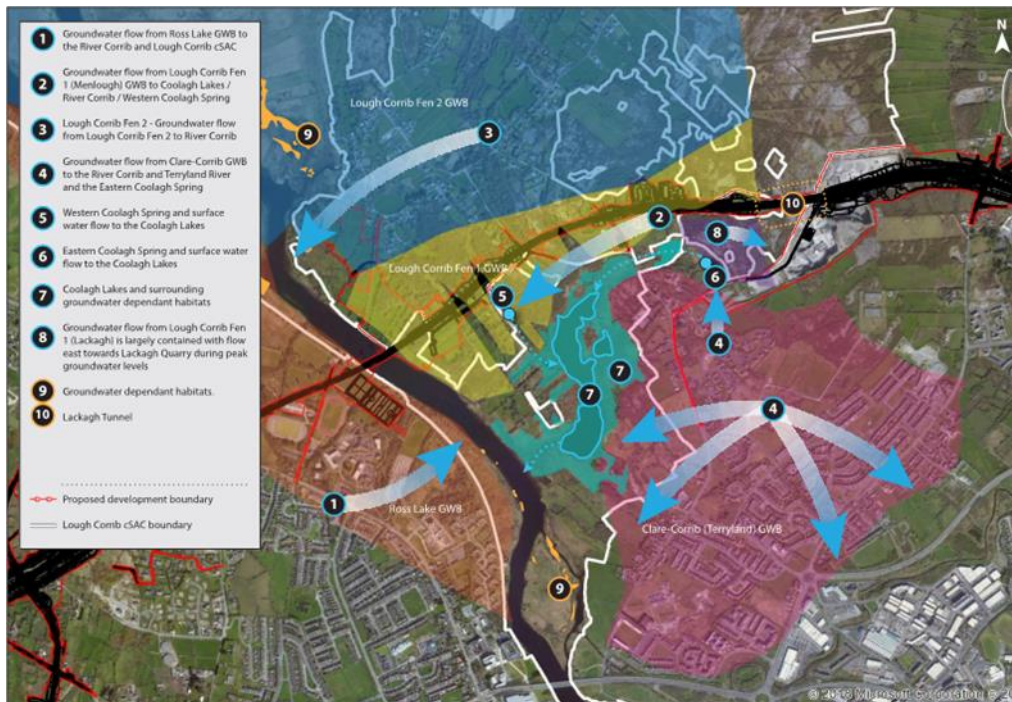 1 Groundwater flow from Ross Lake GWB to
the River Corrib and Lough Corrib cSAC
2 Groundwater flow from Lough Corrib Fen
1 (Menlough) GWB to Coolagh Lakes /
River Corrib / Western Coolagh Spring
3 Lough Corrib Fen 2 - Groundwater flow
from Lough Corrib Fen 2 to River Corrib
4 Groundwater flow from Clare-Corrib GWB
to the River Corrib and Terryland River
and the Eastern Coolagh Spring
5 Western Coolagh Spring and surface
water flow to the Coolagh Lakes
6 Eastern Coolagh Spring and surface water
flow to the Coolagh Lakes
7 Coolagh Lakes and surrounding
groundwater dependant habitats
8 Groundwater flow from Lough Corrib Fen
1 (Lackagh) is largely contained with flow
east towards Lackagh Quarry during peak
groundwater levels
9 Groundwater dependant habitats.
10 Lackagh Tunnel
Proposed development boundary
Lough Corrib cSAC boundary
N
Lough Corrib Fen 2 GWB
9
3
10
2
8
Lough Corrib Fen 1 GWB
6
5
4
7
7
4
1
Ross Lake GWB
Clare-Corrib (Terryland) GWB
9
© 2018 Microsoft Corporation ©